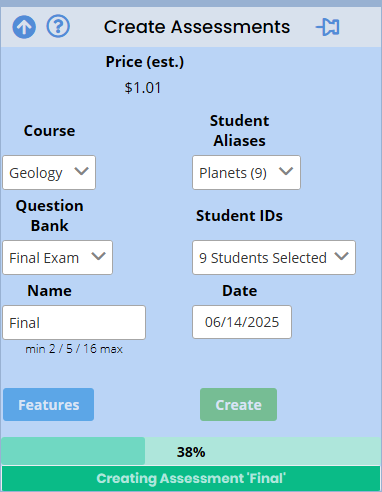 Create Assessments
Price (est.)
$1.01
Course
Student
Aliases
Geology
Planets (9)
Question
Bank
Student IDs
Final Exam
9 Students Selected
Name
Date
Final
06/14/2025
min 2 / 5 / 16 max
Features
Create
38%
Creating Assessment 'Final'